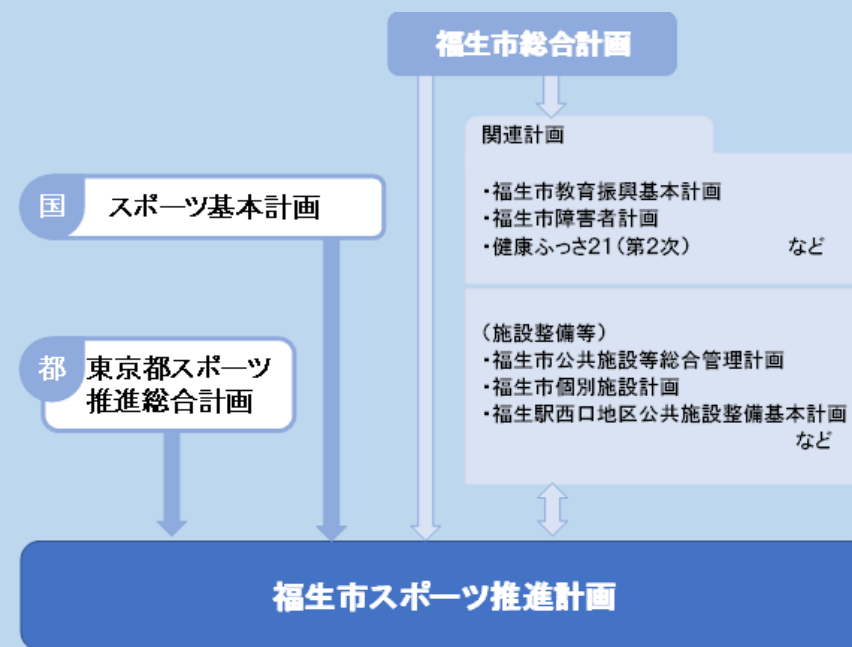 福生市総合計画
関連計画
・福生市教育振興基本計画
・福生市障害者計画
・健康ふっさ21(第2次) など
国 スポーツ基本計画
(施設整備等)
・福生市公共施設等総合管理計画
・福生市個別施設計画
・福生駅西口地区公共施設整備基本計画
など
都 東京都スポーツ
推進総合計画
福生市スポーツ推進計画